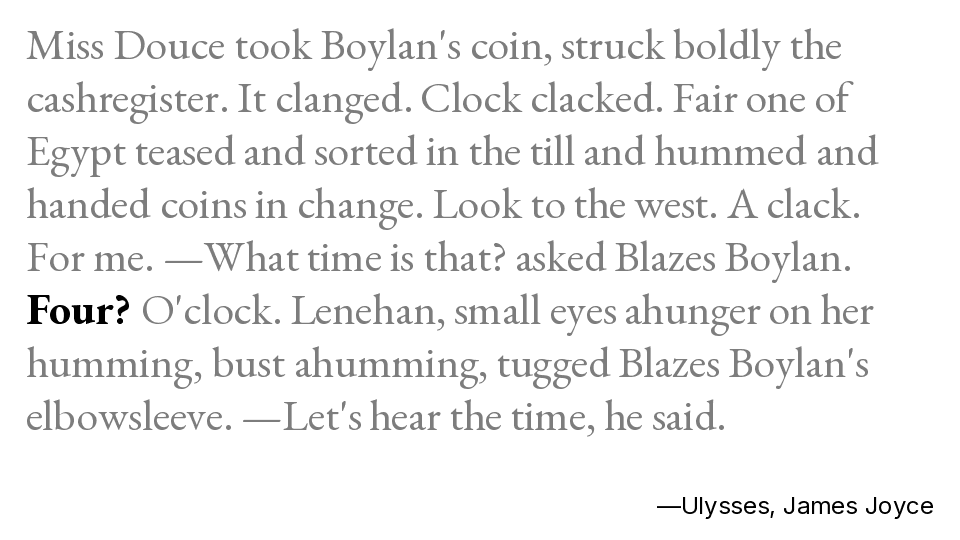 Miss Douce took Boylan's coin, struck boldly the
cashregister. It clanged. Clock clacked. Fair one of
Egypt teased and sorted in the till and hummed and
handed coins in change. Look to the west. A clack.
For me. —What time is that? asked Blazes Boylan.
Four? O'clock. Lenehan, small eyes ahunger on her
humming, bust ahumming, tugged Blazes Boylan's
elbowsleeve. —Let's hear the time, he said.
—Ulysses, James Joyce